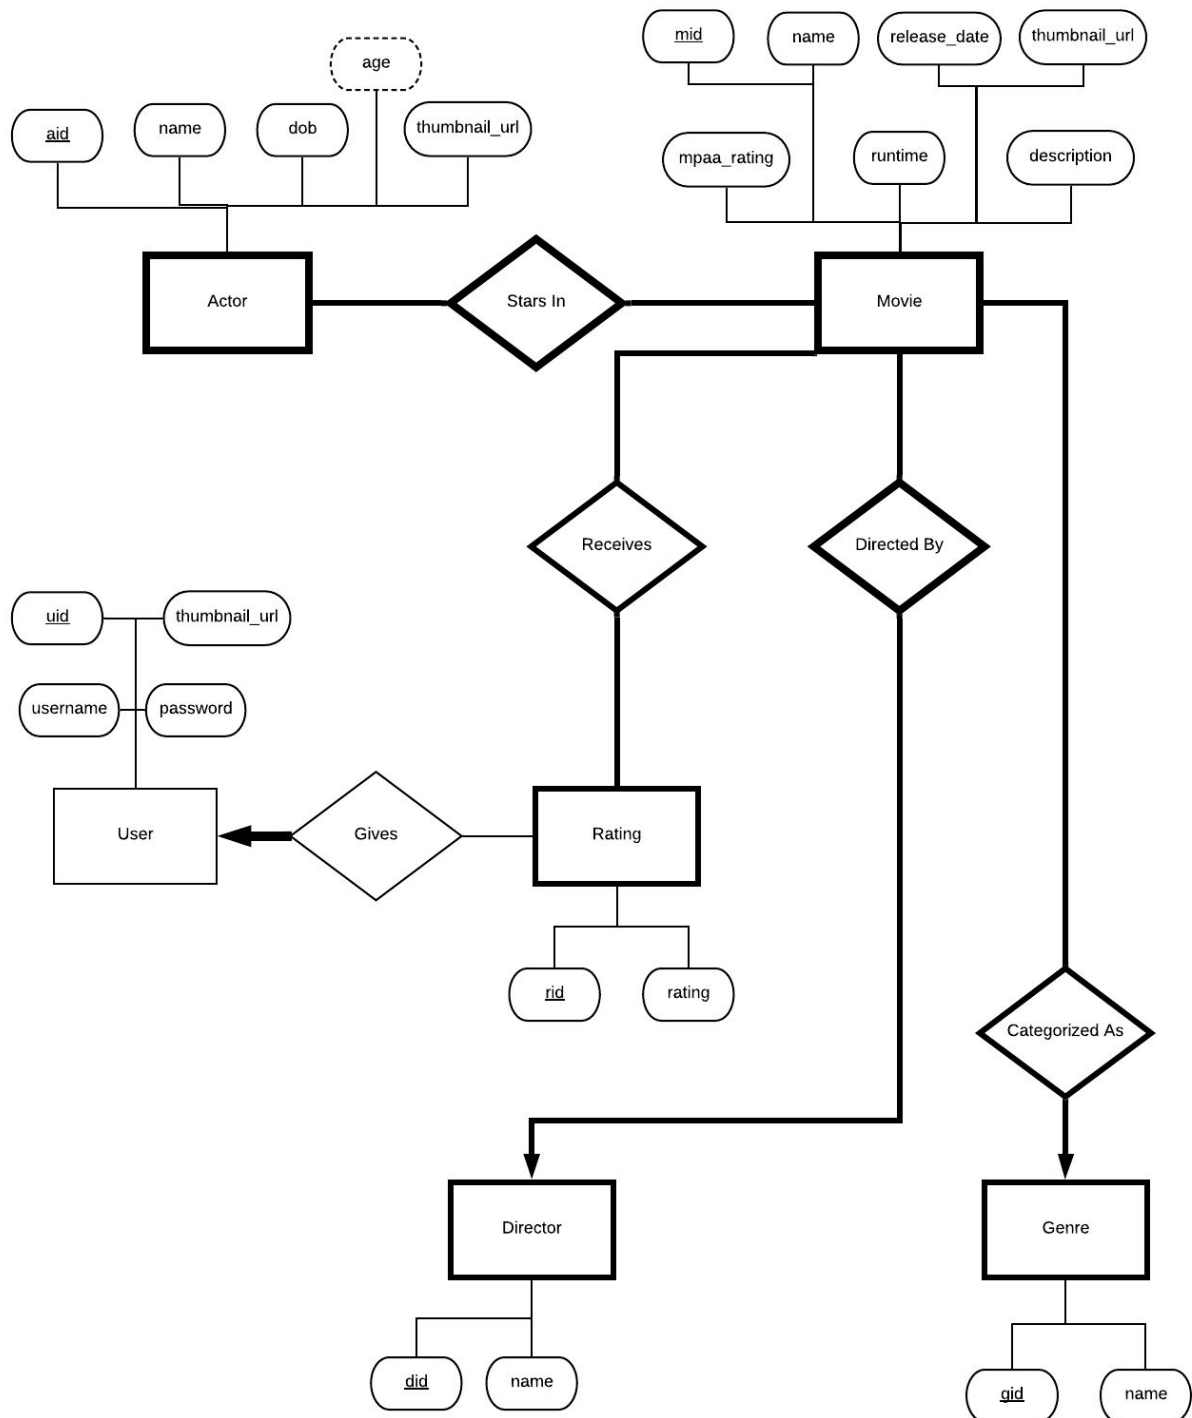 mid
name
release_date
thumbnail_url
age
aid
name
dob
thumbnail_url
mpaa_rating
runtime
description
Actor
Stars In
Movie
Receives
Directed By
uid
thumbnail_url
username
password
User
Gives
Rating
rid
rating
Categorized As
Director
Genre
did
name
gid
name